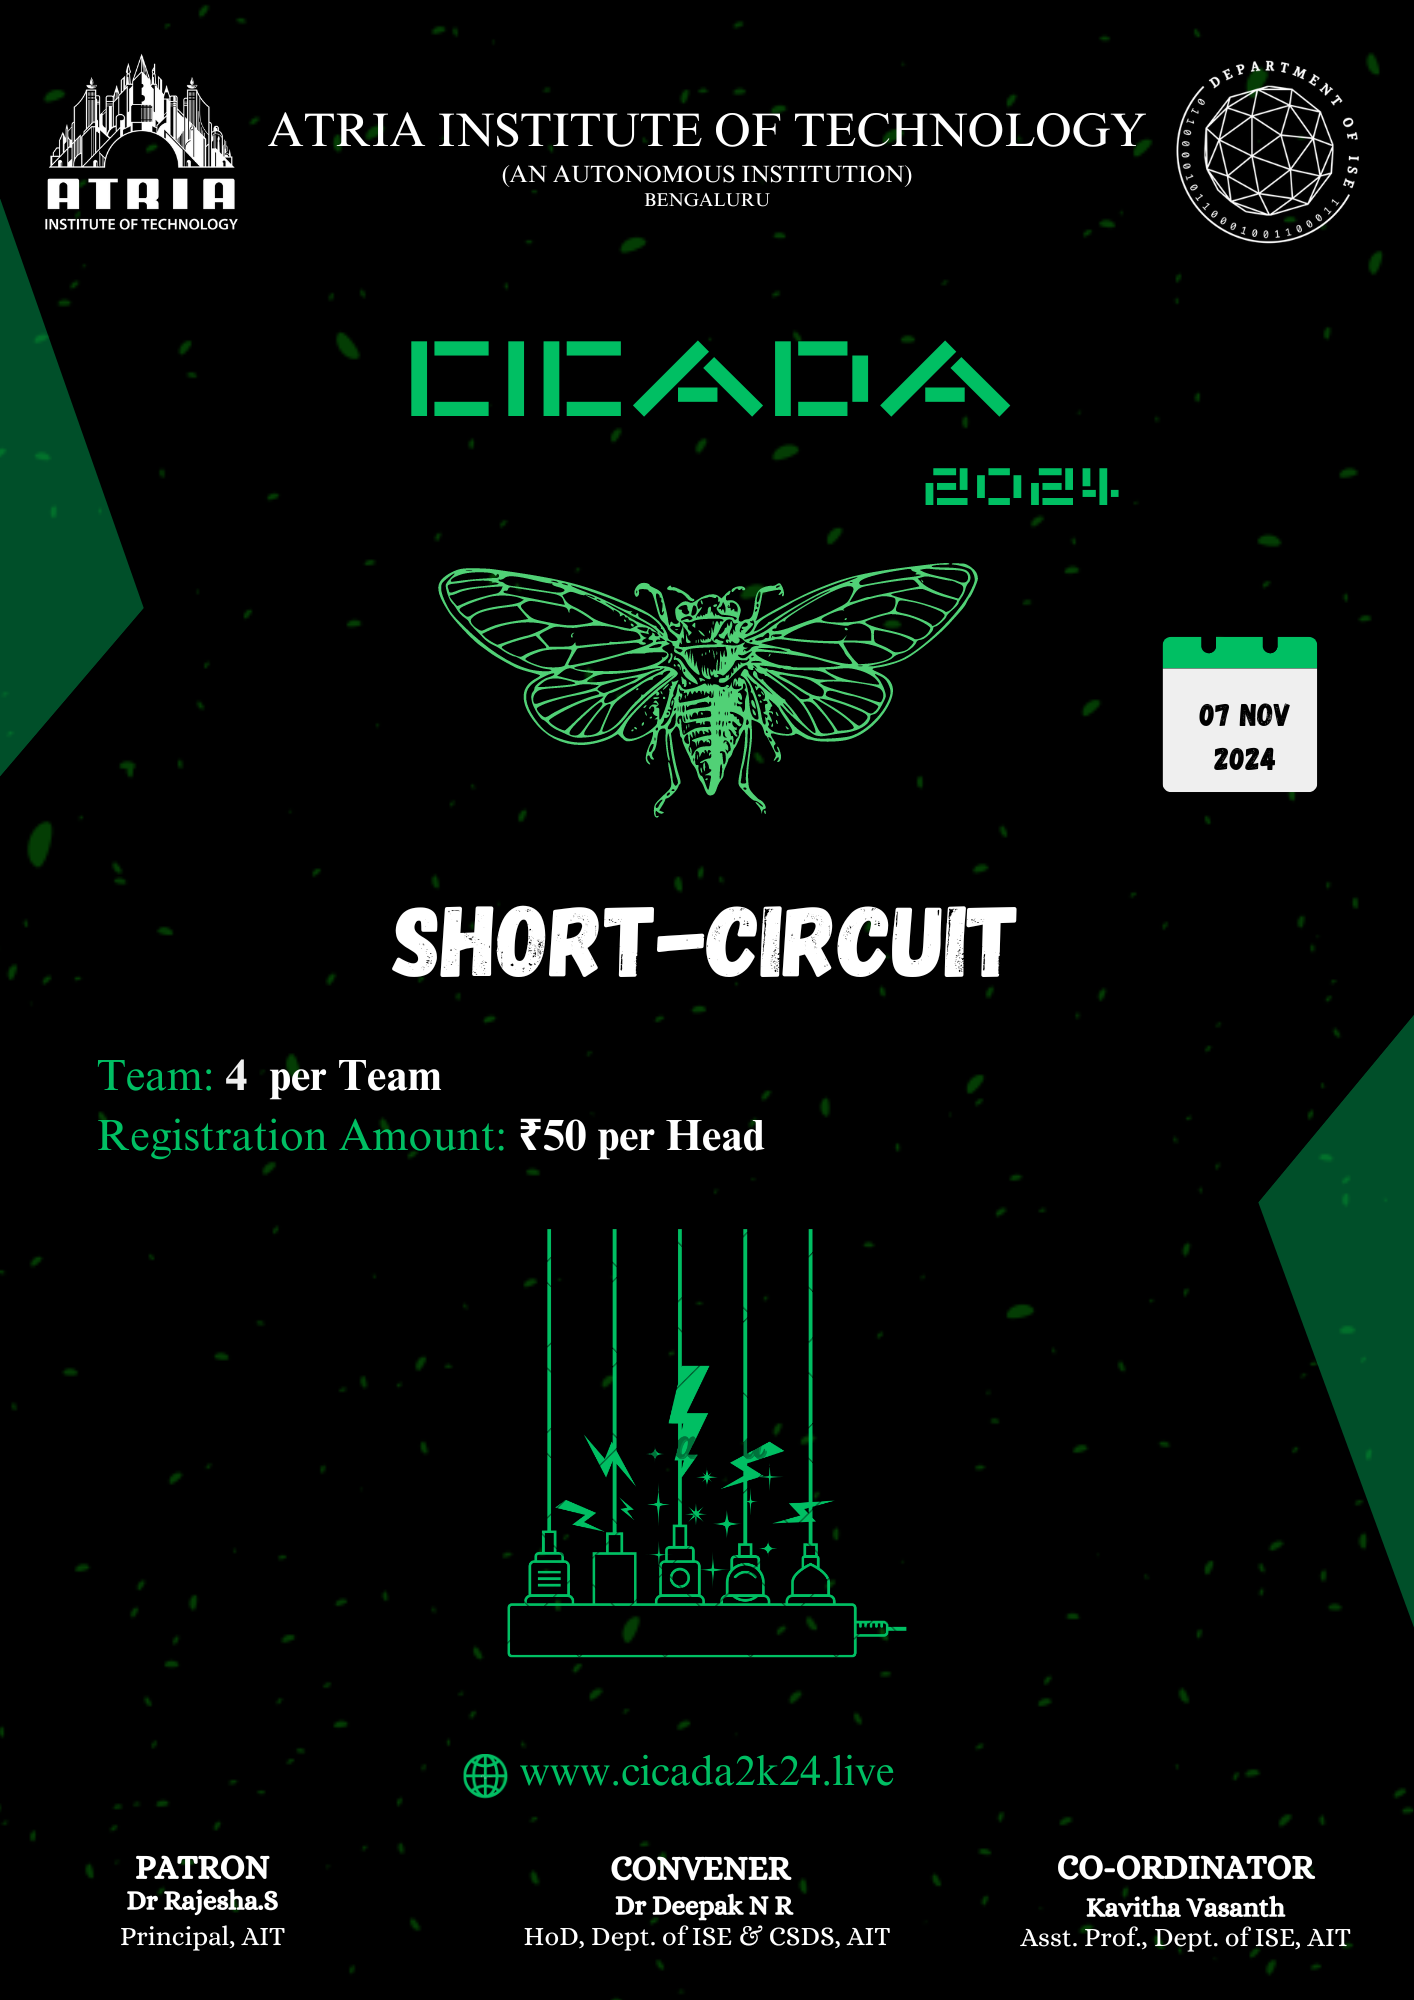 ATRIA
INSTITUTE OF TECHNOLOGY
ATRIA INSTITUTE OF TECHNOLOGY
(AN AUTONOMOUS INSTITUTION)
BENGALURU
DEPARTMENT OF ISE
CICADA
2024
07 NOV
2024
SHORT-CIRCUIT
Team: 4 per Team
Registration Amount: ₹50 per Head
www.cicada2k24.live
PATRON
Dr Rajesha.S
Principal, AIT
CONVENER
Dr Deepak N R
HoD, Dept. of ISE & CSDS, AIT
CO-ORDINATOR
Kavitha Vasanth
Asst. Prof., Dept. of ISE, AIT